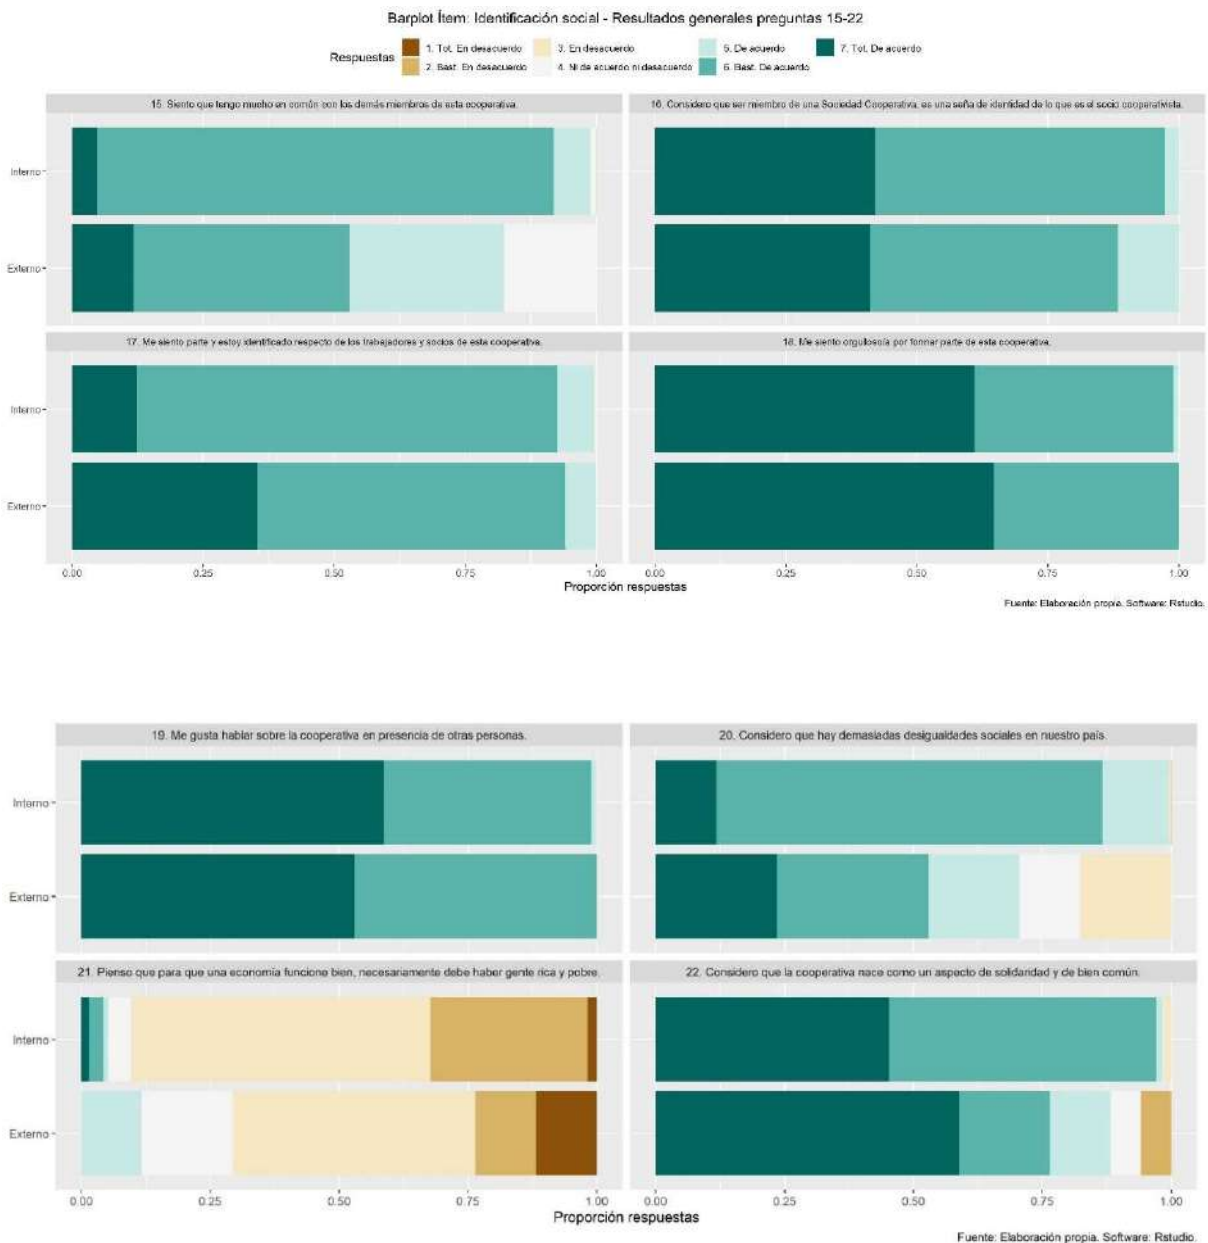 Barplot Ítem: Identificación social - Resultados generales preguntas 15-22
Respuestas
1. Tot. En desacuerdo
3. En desacuerdo
5. De acuerdo
7. Tot. De acuerdo
2. Bast. En desacuerdo
4. Ni de acuerdo ni desacuerdo
6. Bast. De acuerdo
15. Siento que tengo mucho en común con los demás miembros de esta cooperativa.
16. Considero que ser miembro de una Sociedad Cooperativa, es una seña de identidad de lo que es el socio cooperativista.
Interno
Externo
17. Me siento parte y estoy identificado respecto de los trabajadores y socios de esta cooperativa.
18. Me siento orgulloso/a por formar parte de esta cooperativa.
Interno
Externo
0.00 0.25 0.50 0.75 1.00
0.00 0.25 0.50 0.75 1.00
Proporción respuestas
Fuente: Elaboración propia. Software: Rstudio.
19. Me gusta hablar sobre la cooperativa en presencia de otras personas.
20. Considero que hay demasiadas desigualdades sociales en nuestro país.
Interno
Externo
21. Pienso que para que una economía funcione bien, necesariamente debe haber gente rica y pobre.
22. Considero que la cooperativa nace como un aspecto de solidaridad y de bien común.
Interno
Externo
0.00 0.25 0.50 0.75 1.00
0.00 0.25 0.50 0.75 1.00
Proporción respuestas
Fuente: Elaboración propia. Software: Rstudio.